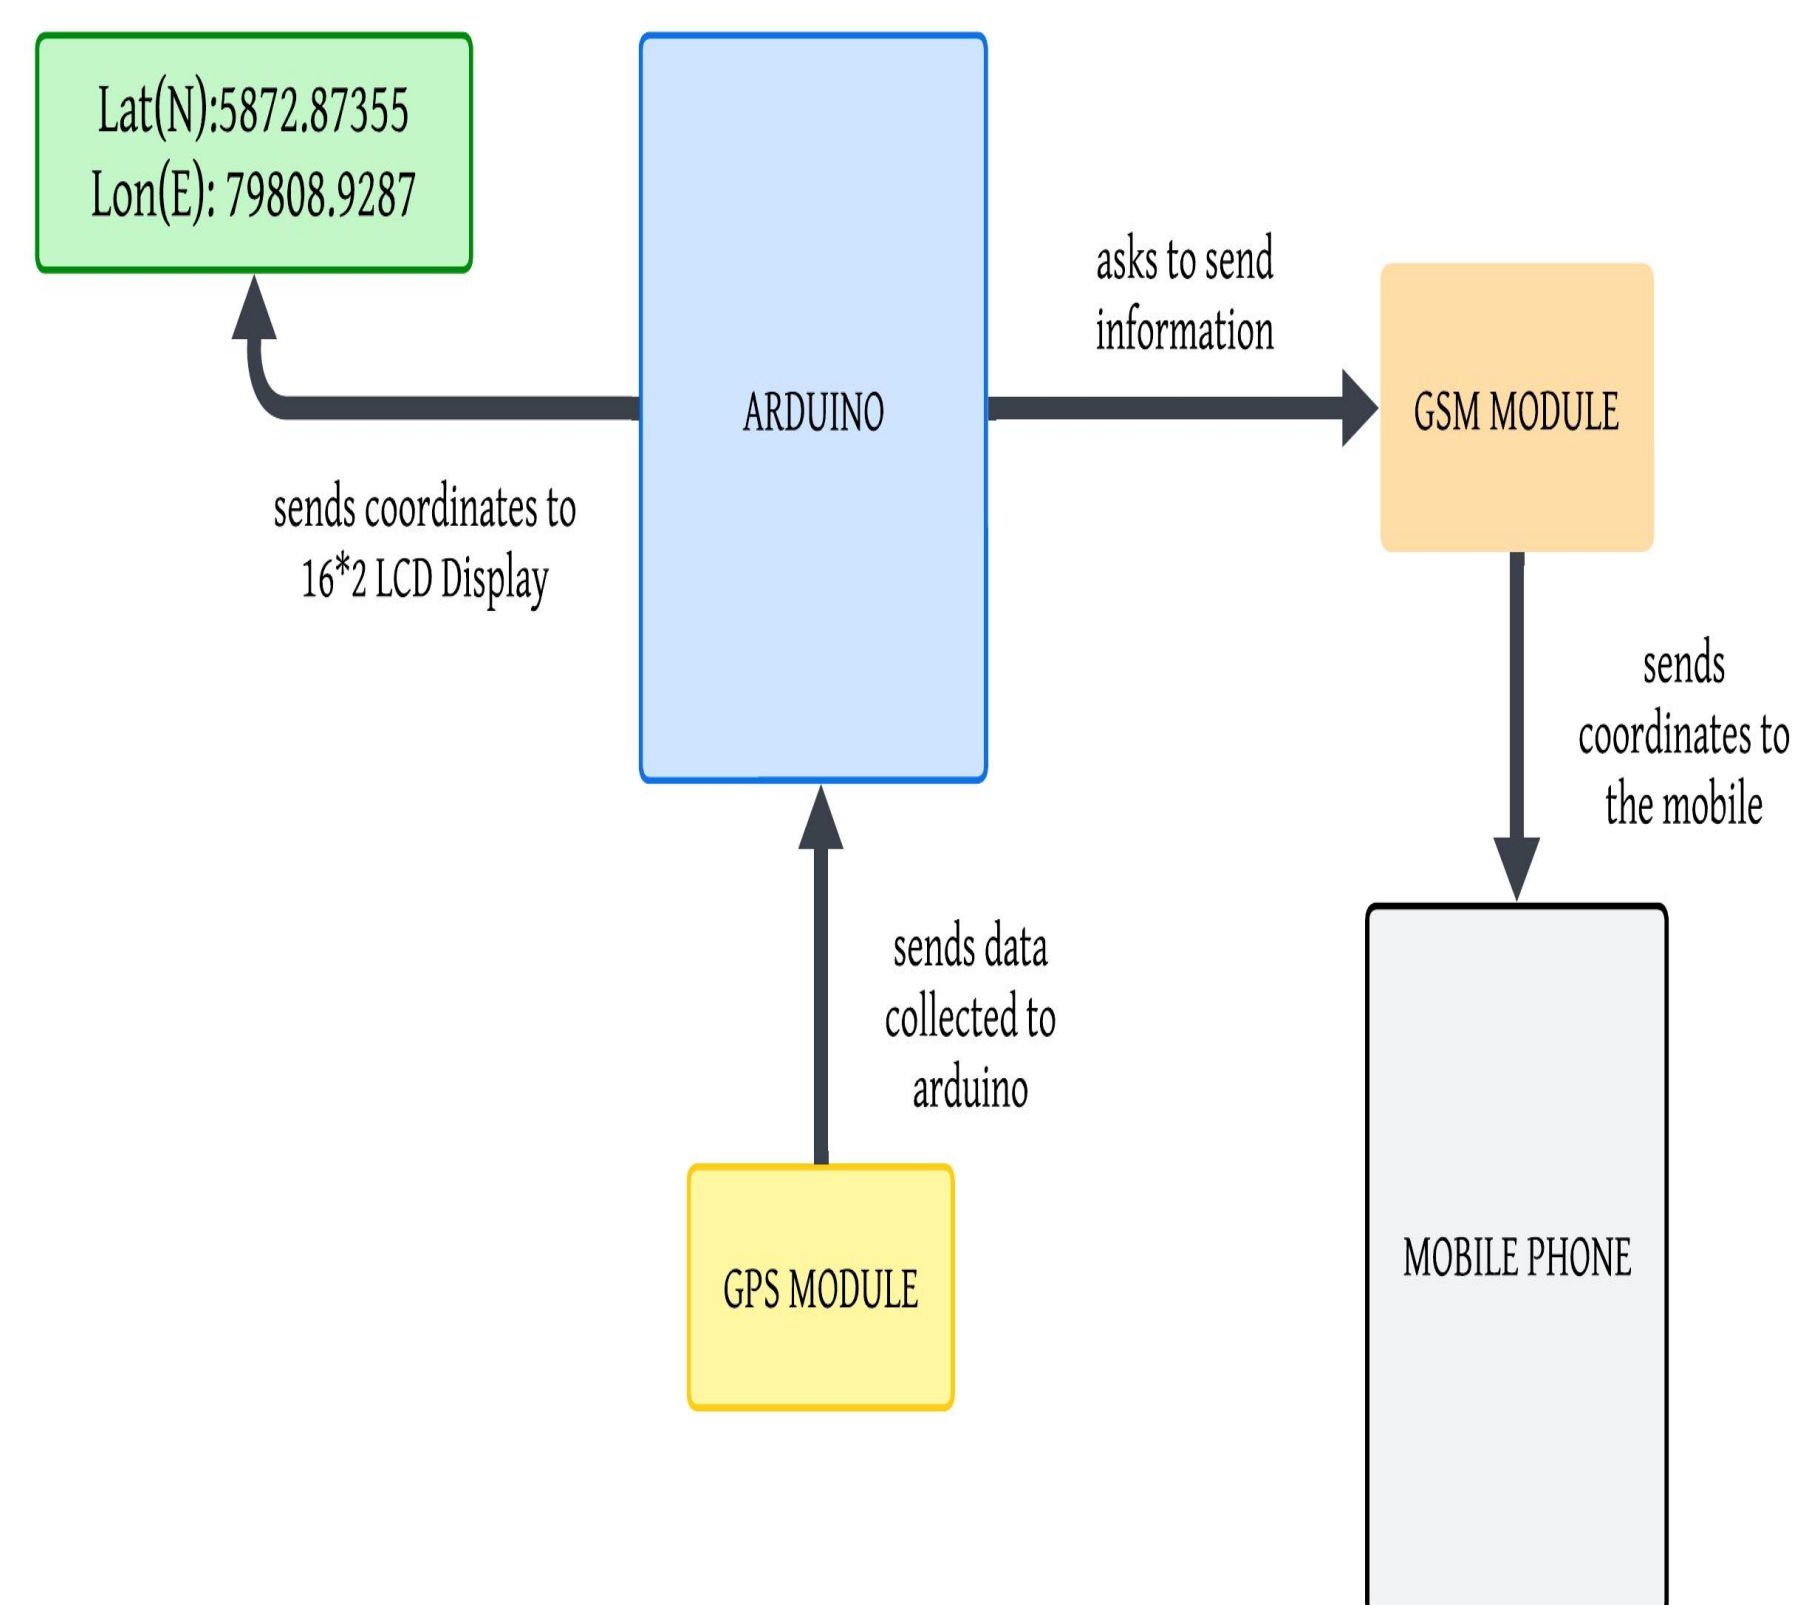 Lat(N):5872.87355
Lon(E): 79808.9287
ARDUINO
asks to send
information
GSM MODULE
sends coordinates to
16*2 LCD Display
sends
coordinates to
the mobile
sends data
collected to
arduino
GPS MODULE
MOBILE PHONE